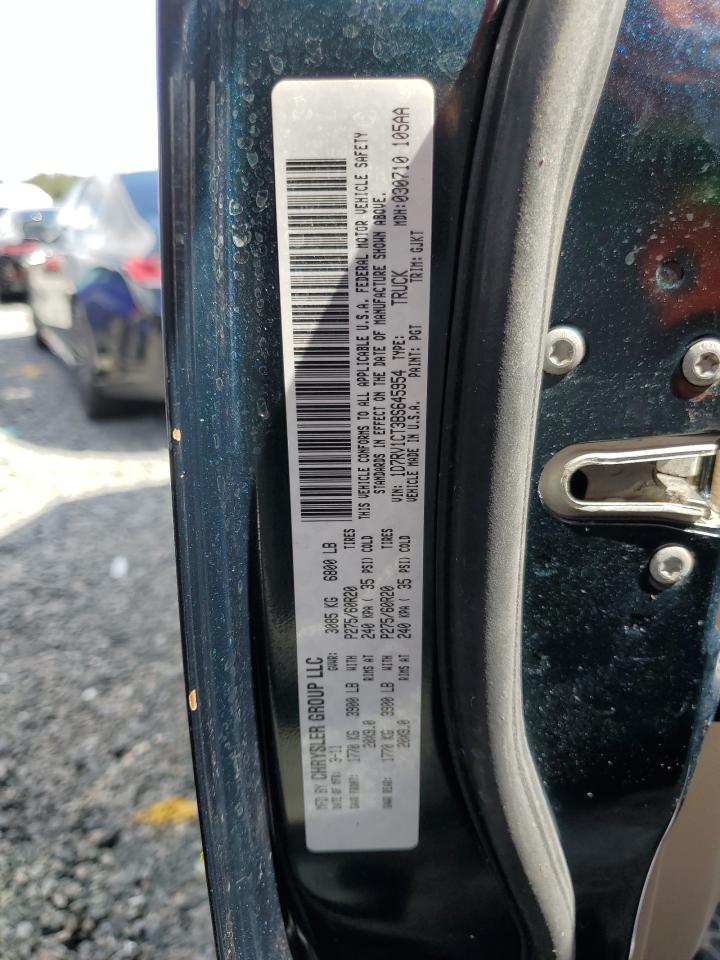 MFD BY CHRYSLER GROUP LLC
DATE OF MFR: 3-11 GVWR: 3085 KG 6800 LB
GAWR FRONT: 1770 KG 3900 LB WITH P275/60R20 TIRES
20X9.0 RIMS AT 240 KPA ( 35 PSI) COLD
GAWR REAR: 1770 KG 3900 LB WITH P275/60R20 TIRES
20X9.0 RIMS AT 240 KPA ( 35 PSI) COLD
THIS VEHICLE CONFORMS TO ALL APPLICABLE U.S.A. FEDERAL MOTOR VEHICLE SAFETY
STANDARDS IN EFFECT ON THE DATE OF MANUFACTURE SHOWN ABOVE.
VIN: 1D7RV1CT3BS645954 TYPE: TRUCK MDH:030710 105AA
VEHICLE MADE IN U.S.A. PAINT: PGT TRIM: GJKT